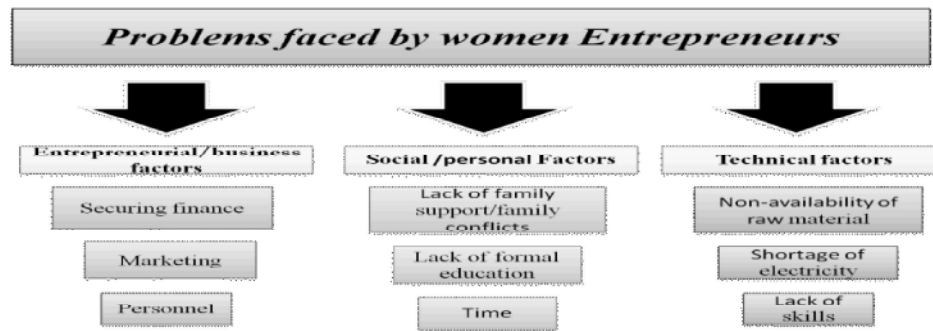 Problems faced by women Entrepreneurs
Entrepreneurial/business
factors
Securing finance
Marketing
Personnel
Social /personal Factors
Lack of family
support/family
conflicts
Lack of formal
education
Time
Technical factors
Non-availability of
raw material
Shortage of
electricity
Lack of
skills